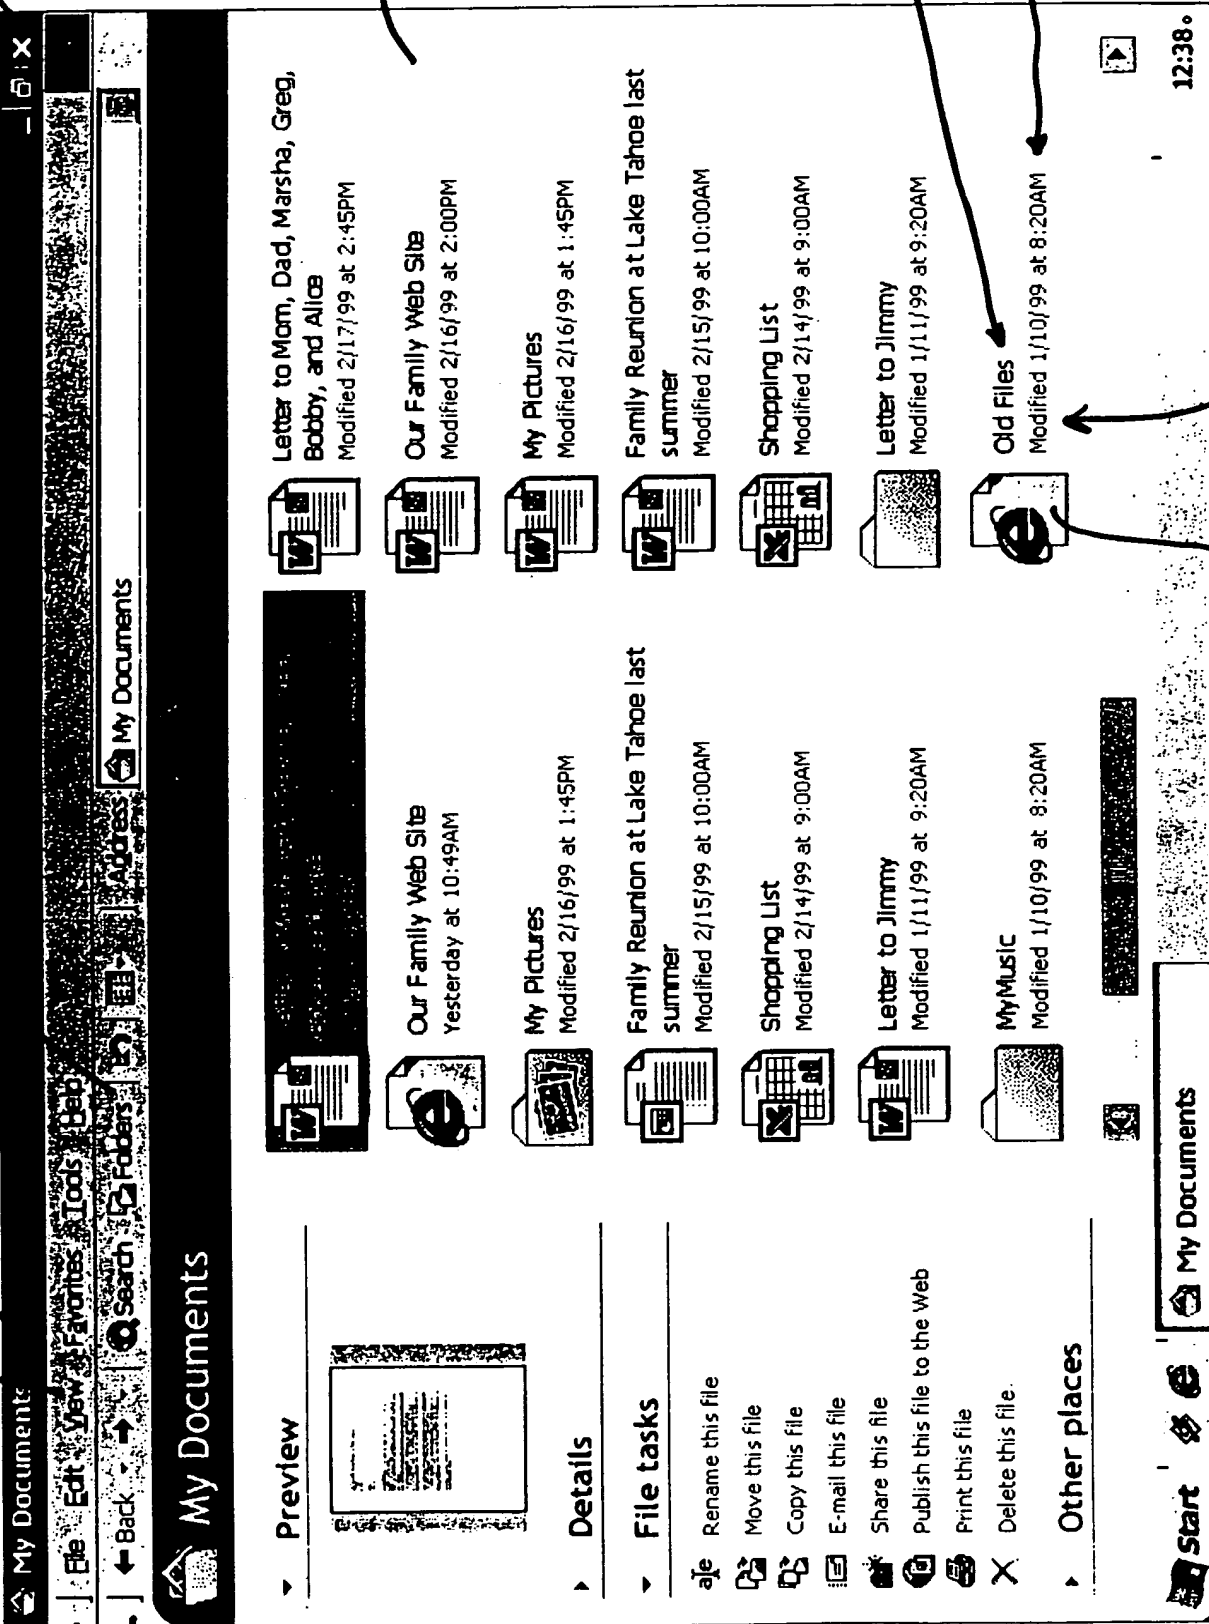 My Documents
File Edit View Favorites Tools Help
Back Search Folders Address My Documents
My Documents
Preview
Details
File tasks
Rename this file
Move this file
Copy this file
E-mail this file
Share this file
Publish this file to the Web
Print this file
Delete this file
Other places
Our Family Web Site
Yesterday at 10:49AM
My Pictures
Modified 2/16/99 at 1:45PM
Family Reunion at Lake Tahoe last
summer
Modified 2/15/99 at 10:00AM
Shopping List
Modified 2/14/99 at 9:00AM
Letter to Jimmy
Modified 1/11/99 at 9:20AM
MyMusic
Modified 1/10/99 at 8:20AM
Letter to Mom, Dad, Marsha, Greg,
Bobby, and Alice
Modified 2/17/99 at 2:45PM
Our Family Web Site
Modified 2/16/99 at 2:00PM
My Pictures
Modified 2/16/99 at 1:45PM
Family Reunion at Lake Tahoe last
summer
Modified 2/15/99 at 10:00AM
Shopping List
Modified 2/14/99 at 9:00AM
Letter to Jimmy
Modified 1/11/99 at 9:20AM
Old Files
Modified 1/10/99 at 8:20AM
Start My Documents 12:38